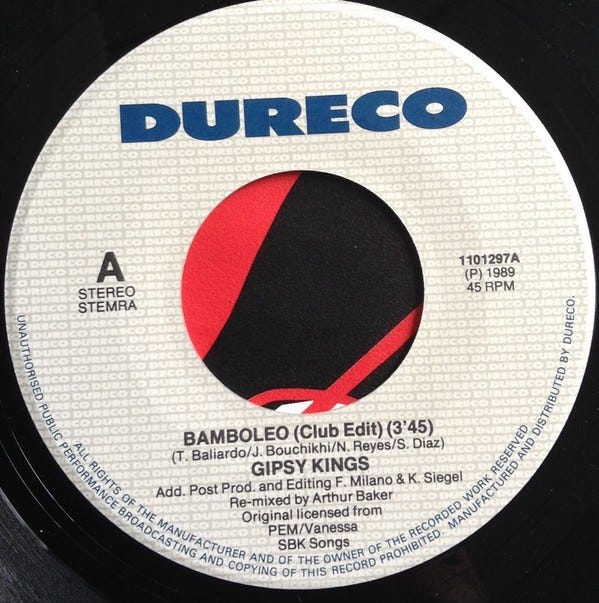 DURECO
A
STEREO
STEMRA
1101297A
(P) 1989
45 RPM
BAMBOLEO (Club Edit) (3'45)
(T. Baliardo/J. Bouchikhi/N. Reyes/S. Diaz)
GIPSY KINGS
Add. Post Prod. and Editing F. Milano & K. Siegel
Re-mixed by Arthur Baker
Original licensed from
PEM/Vanessa
SBK Songs
ALL RIGHTS OF THE MANUFACTURER AND OF THE OWNER OF THE RECORDED WORK RESERVED
UNAUTHORISED PUBLIC PERFORMANCE BROADCASTING AND COPYING OF THIS RECORD PROHIBITED. MANUFACTURED AND DISTRIBUTED BY DURECO.